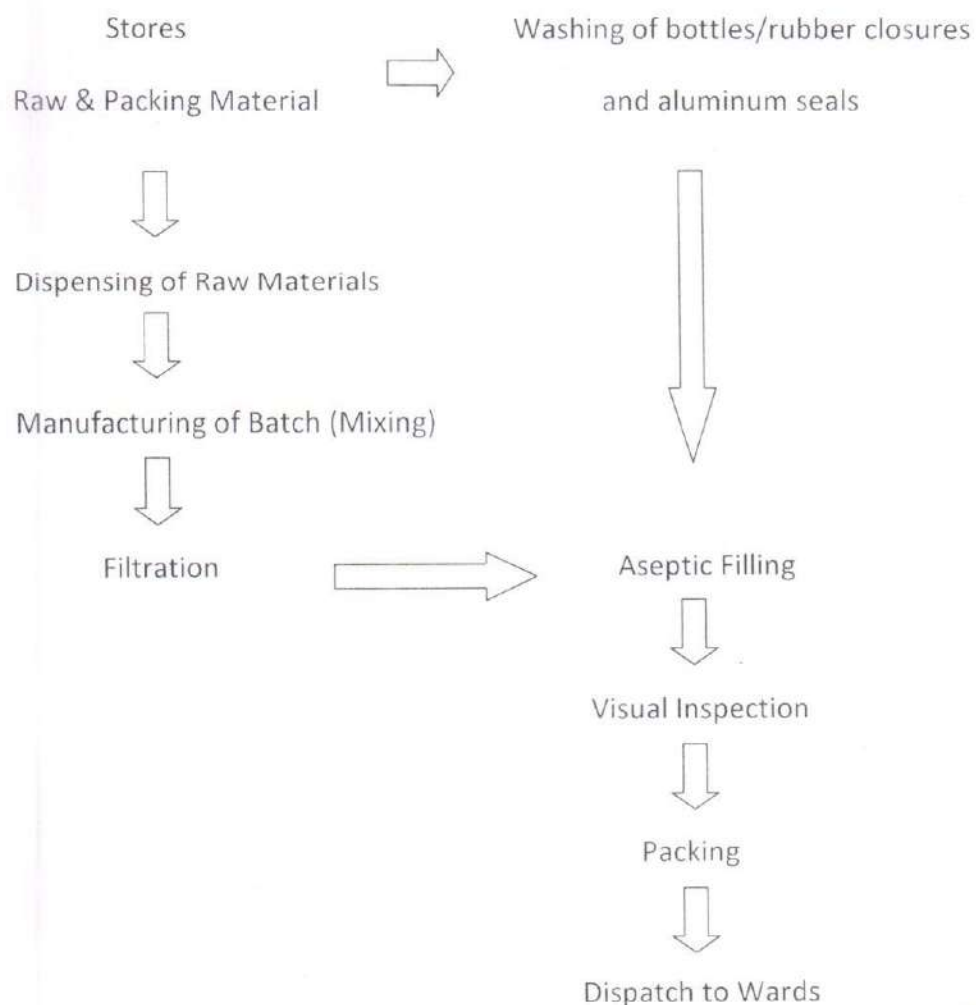 Stores
Raw & Packing Material
Washing of bottles/rubber closures
and aluminum seals
Dispensing of Raw Materials
Manufacturing of Batch (Mixing)
Filtration
Aseptic Filling
Visual Inspection
Packing
Dispatch to Wards